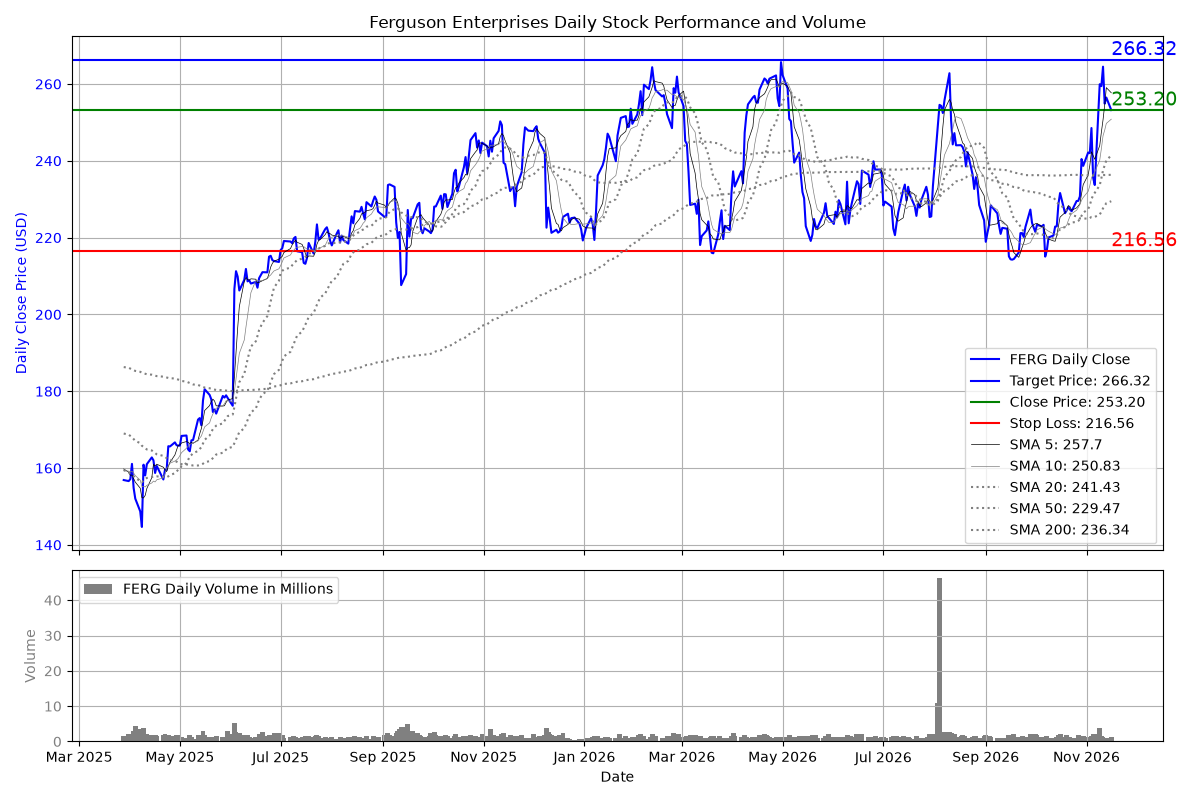 Ferguson Enterprises Daily Stock Performance and Volume
266.32
260
253.20
240
220
216.56
200
180
160
140
Daily Close Price (USD)
FERG Daily Close
Target Price: 266.32
Close Price: 253.20
Stop Loss: 216.56
SMA 5: 257.7
SMA 10: 250.83
SMA 20: 241.43
SMA 50: 229.47
SMA 200: 236.34
FERG Daily Volume in Millions
40
30
20
10
0
Volume
Mar 2025 May 2025 Jul 2025 Sep 2025 Nov 2025 Jan 2026 Mar 2026 May 2026 Jul 2026 Sep 2026 Nov 2026
Date